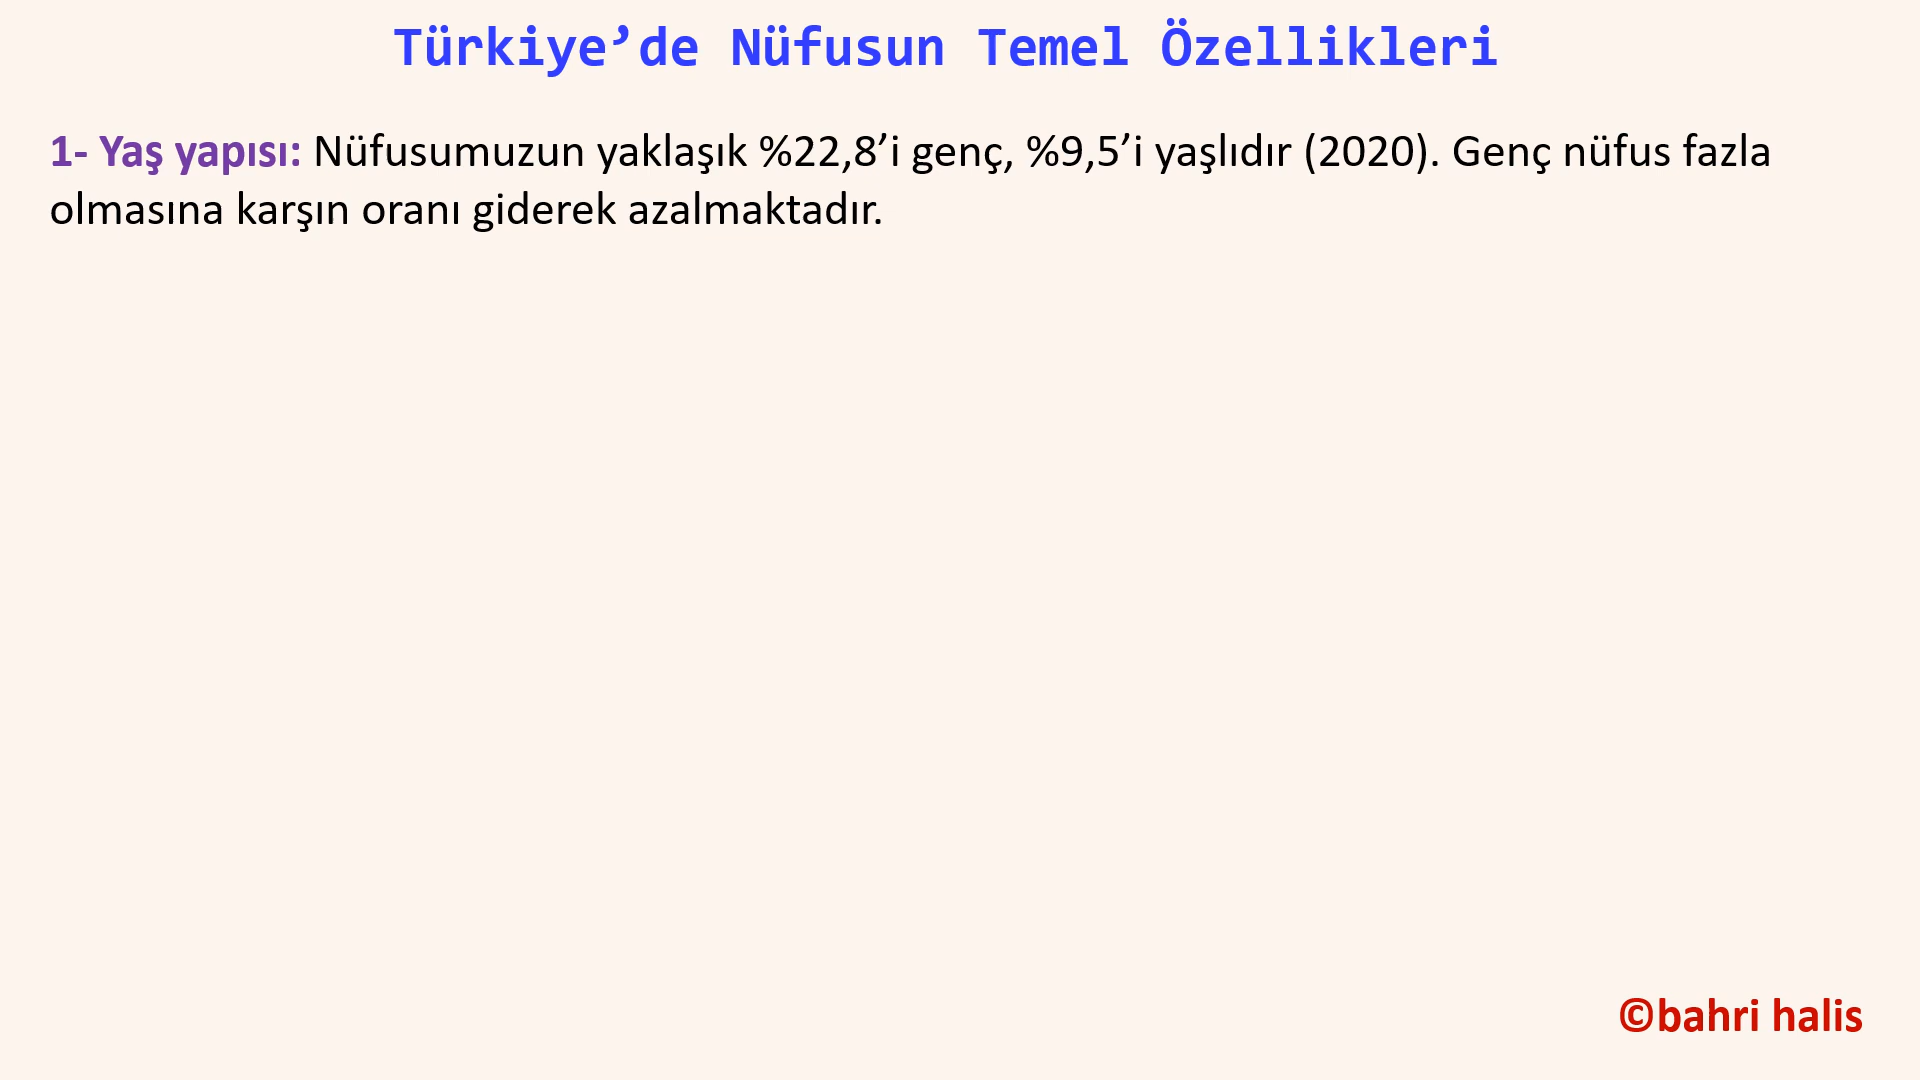 Türkiye’de Nüfusun Temel Özellikleri
1- Yaş yapısı: Nüfusumuzun yaklaşık %22,8’i genç, %9,5’i yaşlıdır (2020). Genç nüfus fazla
olmasına karşın oranı giderek azalmaktadır.
©bahri halis